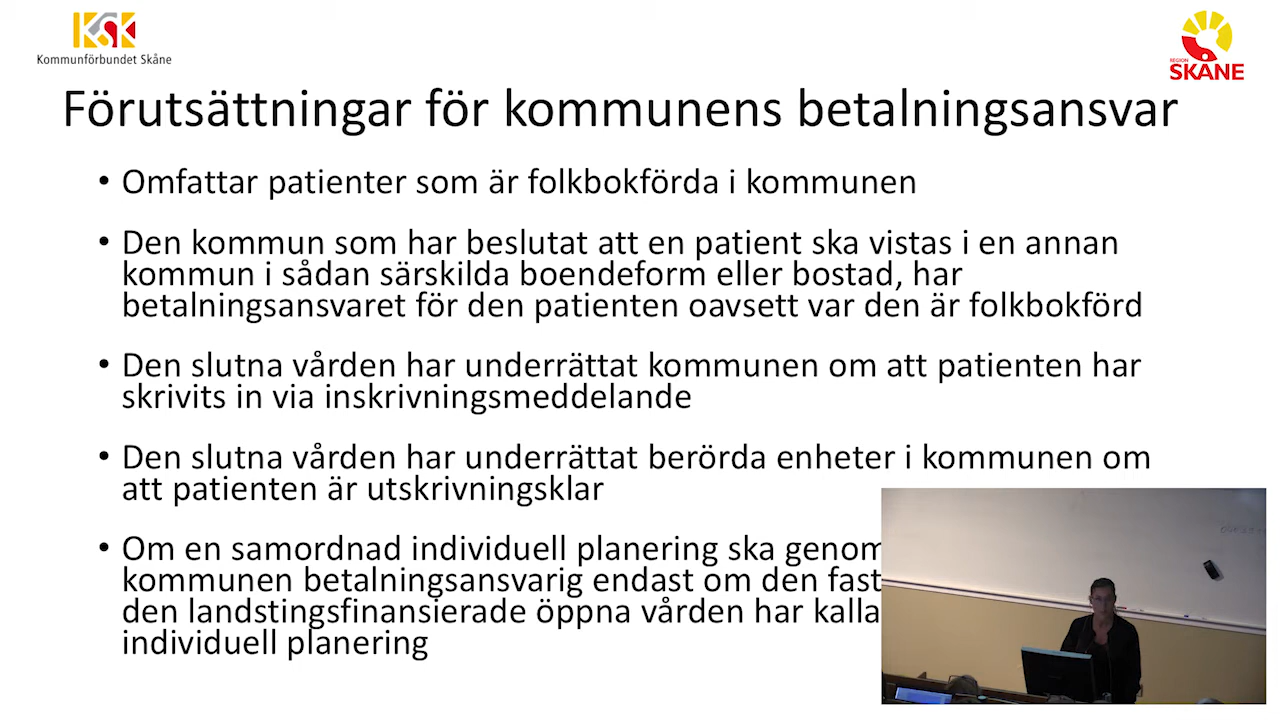 KSK
Kommunförbundet Skåne
REGION
SKÅNE
Förutsättningar för kommunens betalningsansvar
• Omfattar patienter som är folkbokförda i kommunen
• Den kommun som har beslutat att en patient ska vistas i en annan
kommun i sådan särskilda boendeform eller bostad, har
betalningsansvaret för den patienten oavsett var den är folkbokförd
• Den slutna vården har underrättat kommunen om att patienten har
skrivits in via inskrivningsmeddelande
• Den slutna vården har underrättat berörda enheter i kommunen om
att patienten är utskrivningsklar
• Om en samordnad individuell planering ska genom
kommunen betalningsansvarig endast om den fast
den landstingsfinansierade öppna vården har kalla
individuell planering